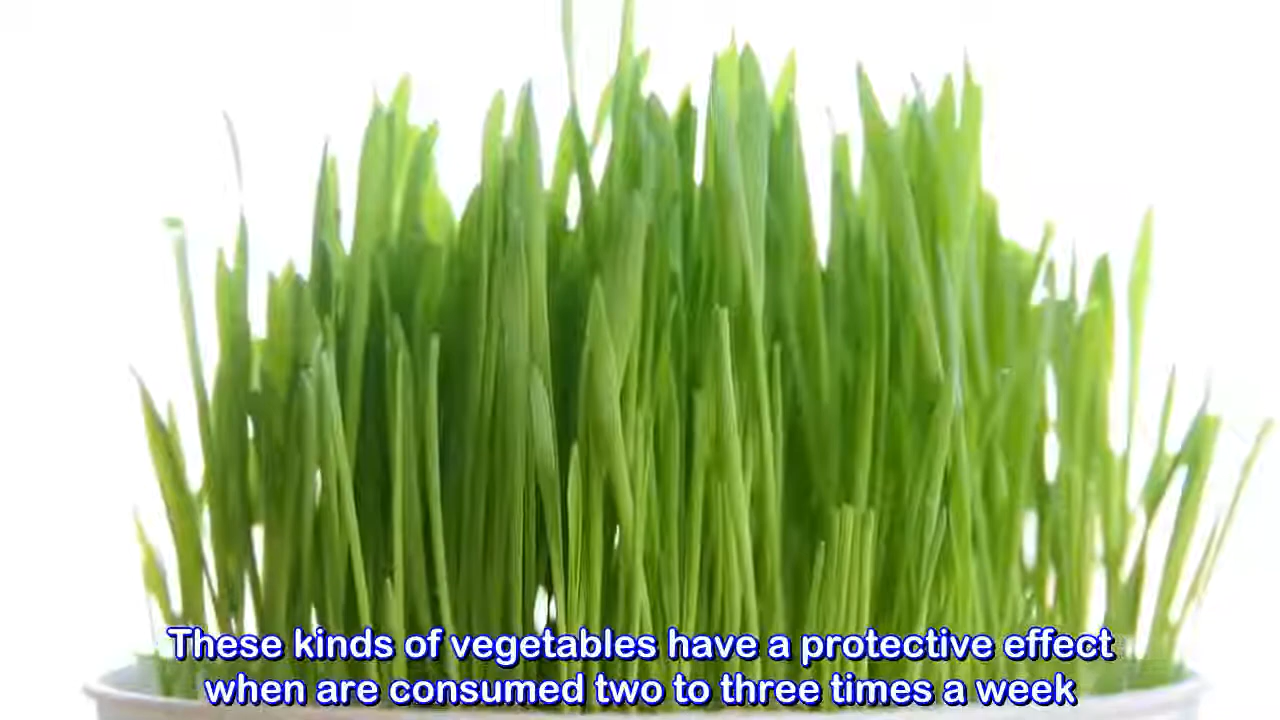 These kinds of vegetables have a protective effect
when are consumed two to three times a week